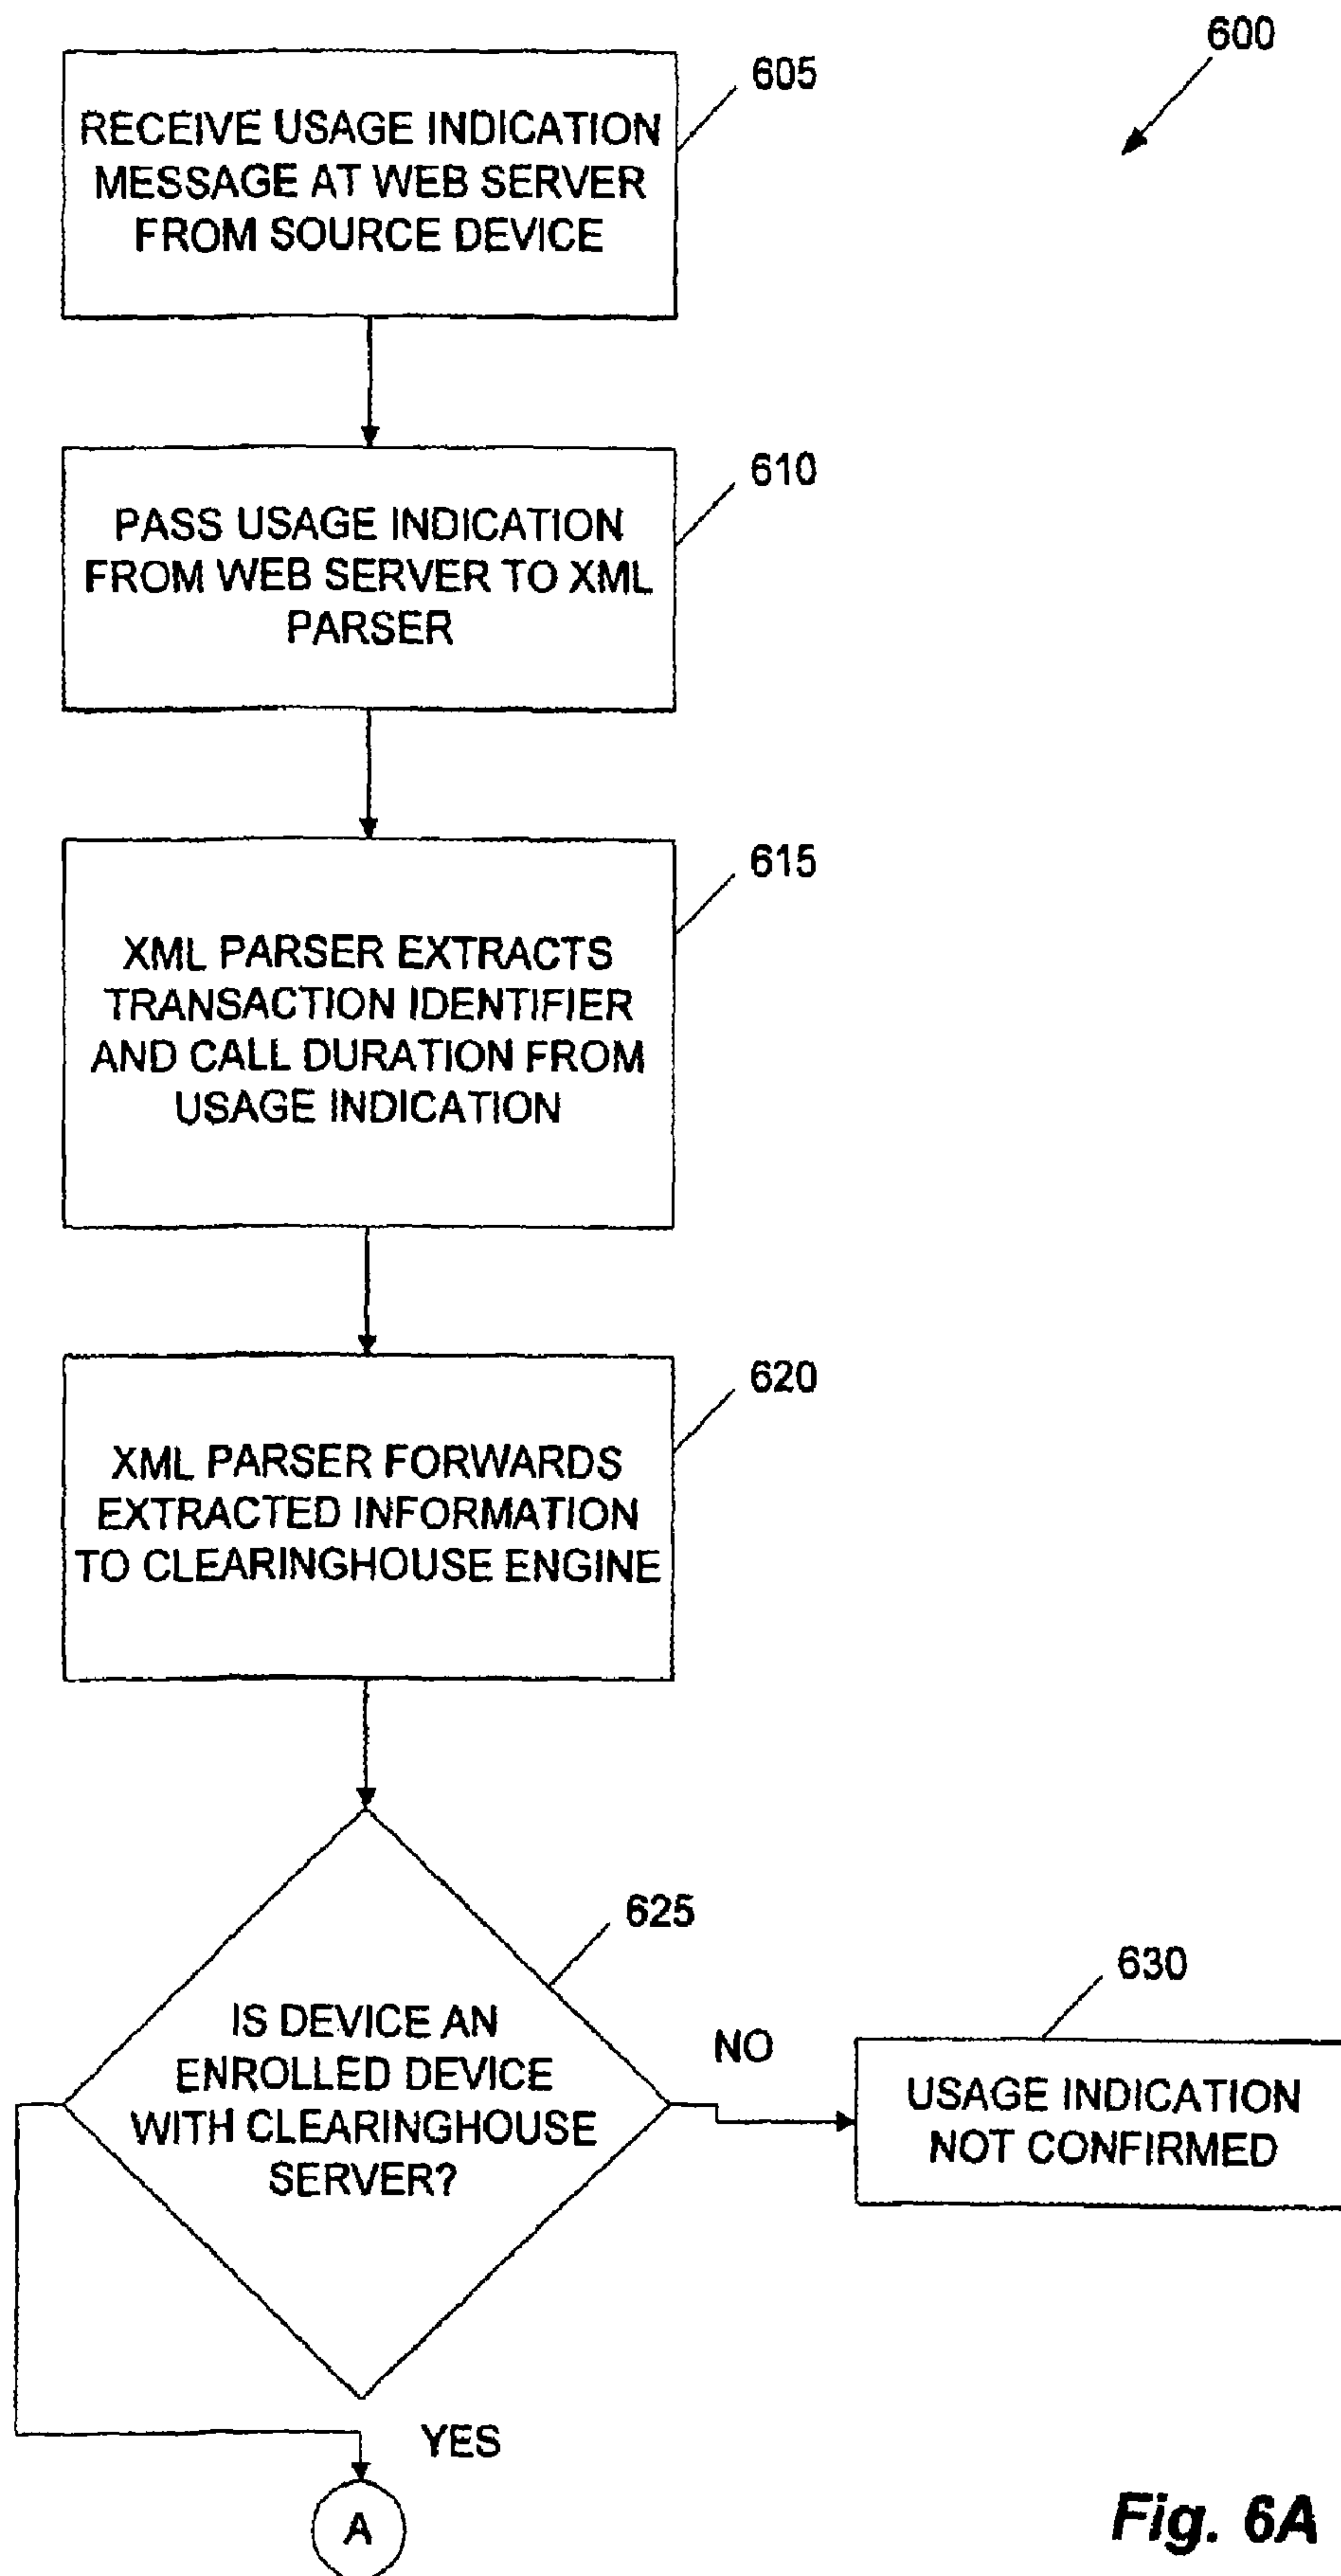 600
605
RECEIVE USAGE INDICATION
MESSAGE AT WEB SERVER
FROM SOURCE DEVICE
610
PASS USAGE INDICATION
FROM WEB SERVER TO XML
PARSER
615
XML PARSER EXTRACTS
TRANSACTION IDENTIFIER
AND CALL DURATION FROM
USAGE INDICATION
620
XML PARSER FORWARDS
EXTRACTED INFORMATION
TO CLEARINGHOUSE ENGINE
625
IS DEVICE AN
ENROLLED DEVICE
WITH CLEARINGHOUSE
SERVER?
NO
630
USAGE INDICATION
NOT CONFIRMED
YES
A
Fig. 6A